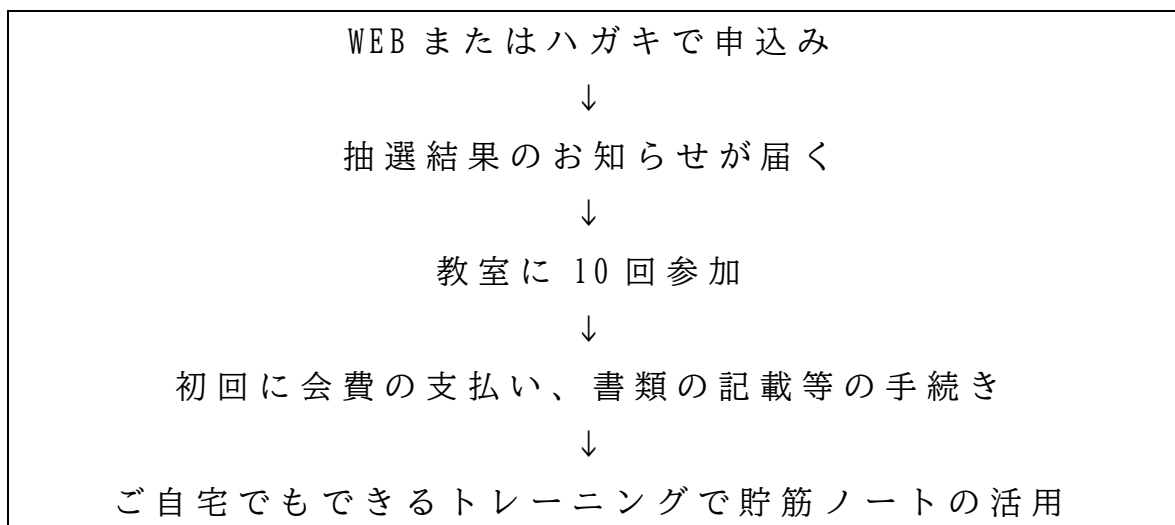 WEBまたはハガキで申込み
↓
抽選結果のお知らせが届く
↓
教室に10回参加
↓
初回に会費の支払い、書類の記載等の手続き
↓
ご自宅でもできるトレーニングで貯筋ノートの活用